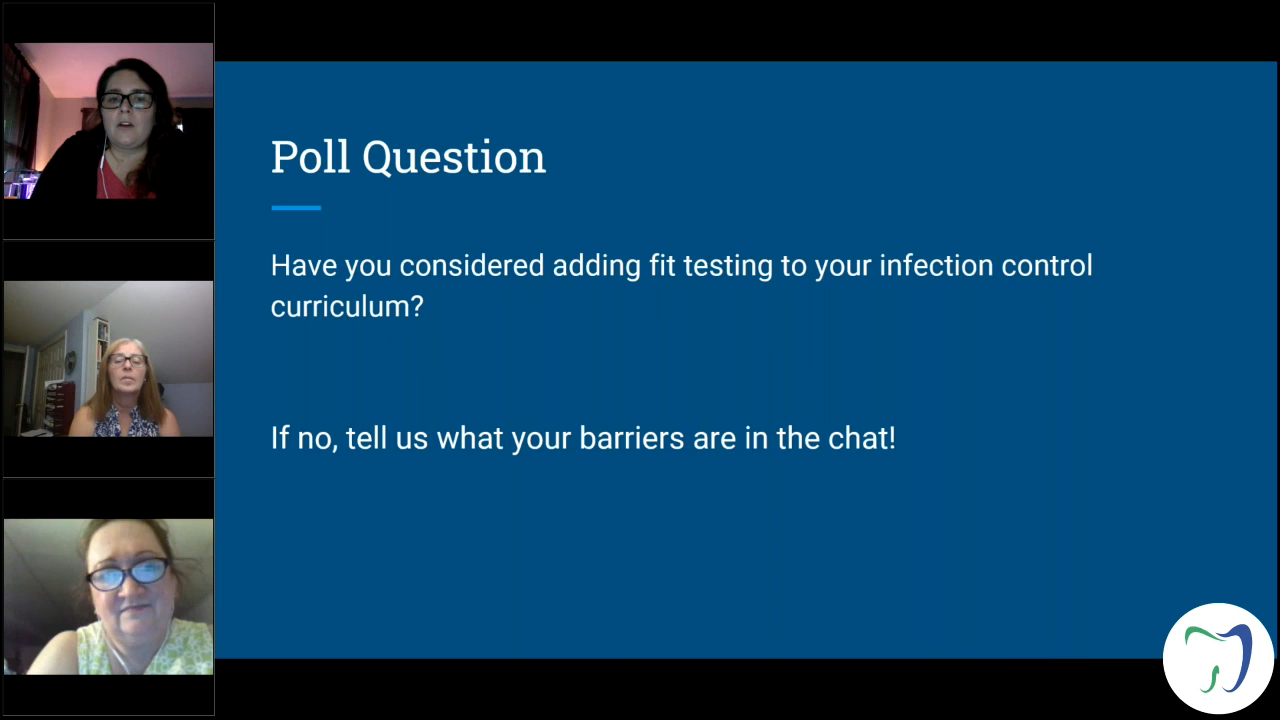 Poll Question
Have you considered adding fit testing to your infection control
curriculum?
If no, tell us what your barriers are in the chat!